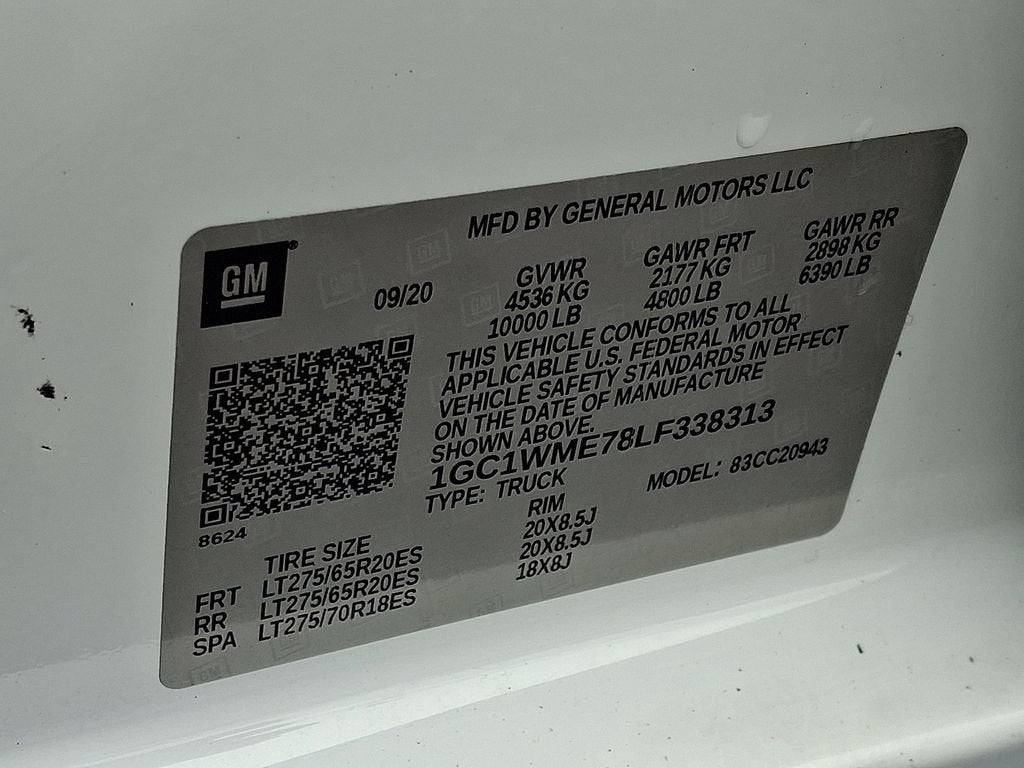 MFD BY GENERAL MOTORS LLC
GM®
09/20
GVWR GAWR FRT GAWR RR
4536 KG 2177 KG 2898 KG
10000 LB 4800 LB 6390 LB
THIS VEHICLE CONFORMS TO ALL
APPLICABLE U.S. FEDERAL MOTOR
VEHICLE SAFETY STANDARDS IN EFFECT
ON THE DATE OF MANUFACTURE
SHOWN ABOVE.
1GC1WME78LF338313
TYPE: TRUCK MODEL: 83CC20943
8624
TIRE SIZE RIM
FRT LT275/65R20ES 20X8.5J
RR LT275/65R20ES 20X8.5J
SPA LT275/70R18ES 18X8J